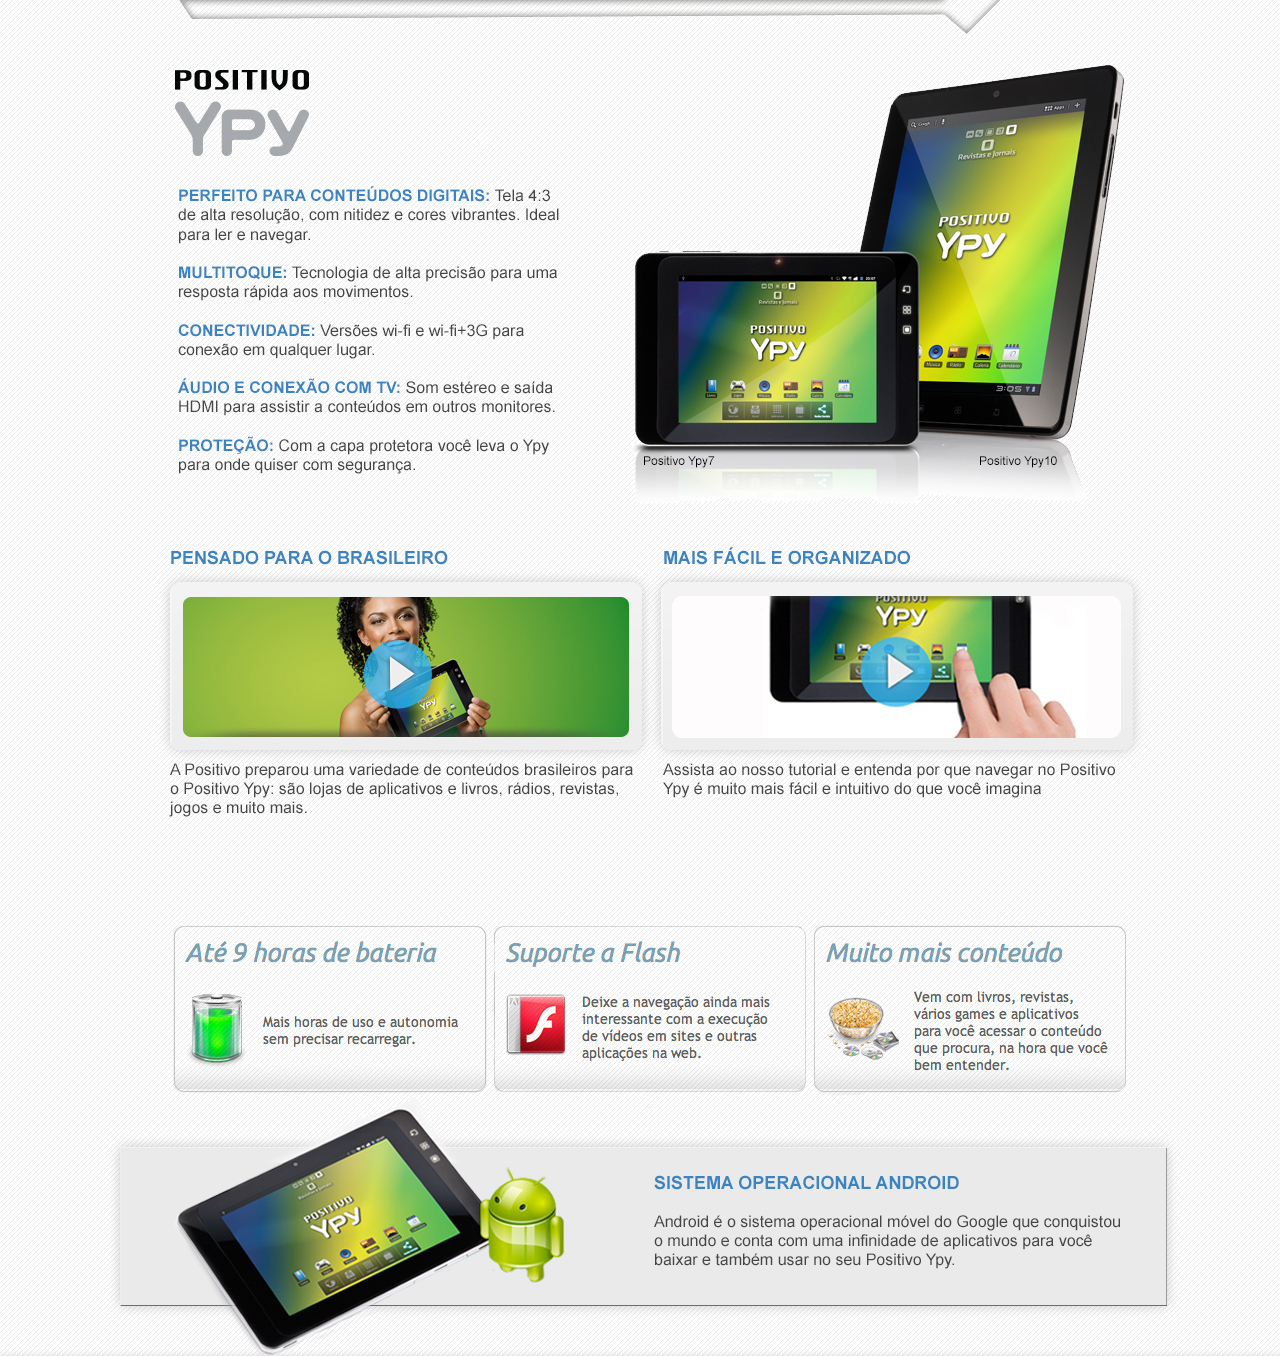 POSITIVO
YPY
PERFEITO PARA CONTEÚDOS DIGITAIS: Tela 4:3
de alta resolução, com nitidez e cores vibrantes. Ideal
para ler e navegar.
MULTITOQUE: Tecnologia de alta precisão para uma
resposta rápida aos movimentos.
CONECTIVIDADE: Versões wi-fi e wi-fi+3G para
conexão em qualquer lugar.
ÁUDIO E CONEXÃO COM TV: Som estéreo e saída
HDMI para assistir a conteúdos em outros monitores.
PROTEÇÃO: Com a capa protetora você leva o Ypy
para onde quiser com segurança.
Google
Apps
Revistas e Jornais
POSITIVO
YPY
Música Rádio Galeria Calendário
3:05
Revistas e Jornais
POSITIVO
YPY
Positivo Ypy7
Positivo Ypy10
PENSADO PARA O BRASILEIRO
MAIS FÁCIL E ORGANIZADO
YPY
POSITIVO
YPY
A Positivo preparou uma variedade de conteúdos brasileiros para
o Positivo Ypy: são lojas de aplicativos e livros, rádios, revistas,
jogos e muito mais.
Assista ao nosso tutorial e entenda por que navegar no Positivo
Ypy é muito mais fácil e intuitivo do que você imagina
Até 9 horas de bateria
Mais horas de uso e autonomia
sem precisar recarregar.
Suporte a Flash
Deixe a navegação ainda mais
interessante com a execução
de vídeos em sites e outras
aplicações na web.
Muito mais conteúdo
Vem com livros, revistas,
vários games e aplicativos
para você acessar o conteúdo
que procura, na hora que você
bem entender.
POSITIVO
YPY
SISTEMA OPERACIONAL ANDROID
Android é o sistema operacional móvel do Google que conquistou
o mundo e conta com uma infinidade de aplicativos para você
baixar e também usar no seu Positivo Ypy.